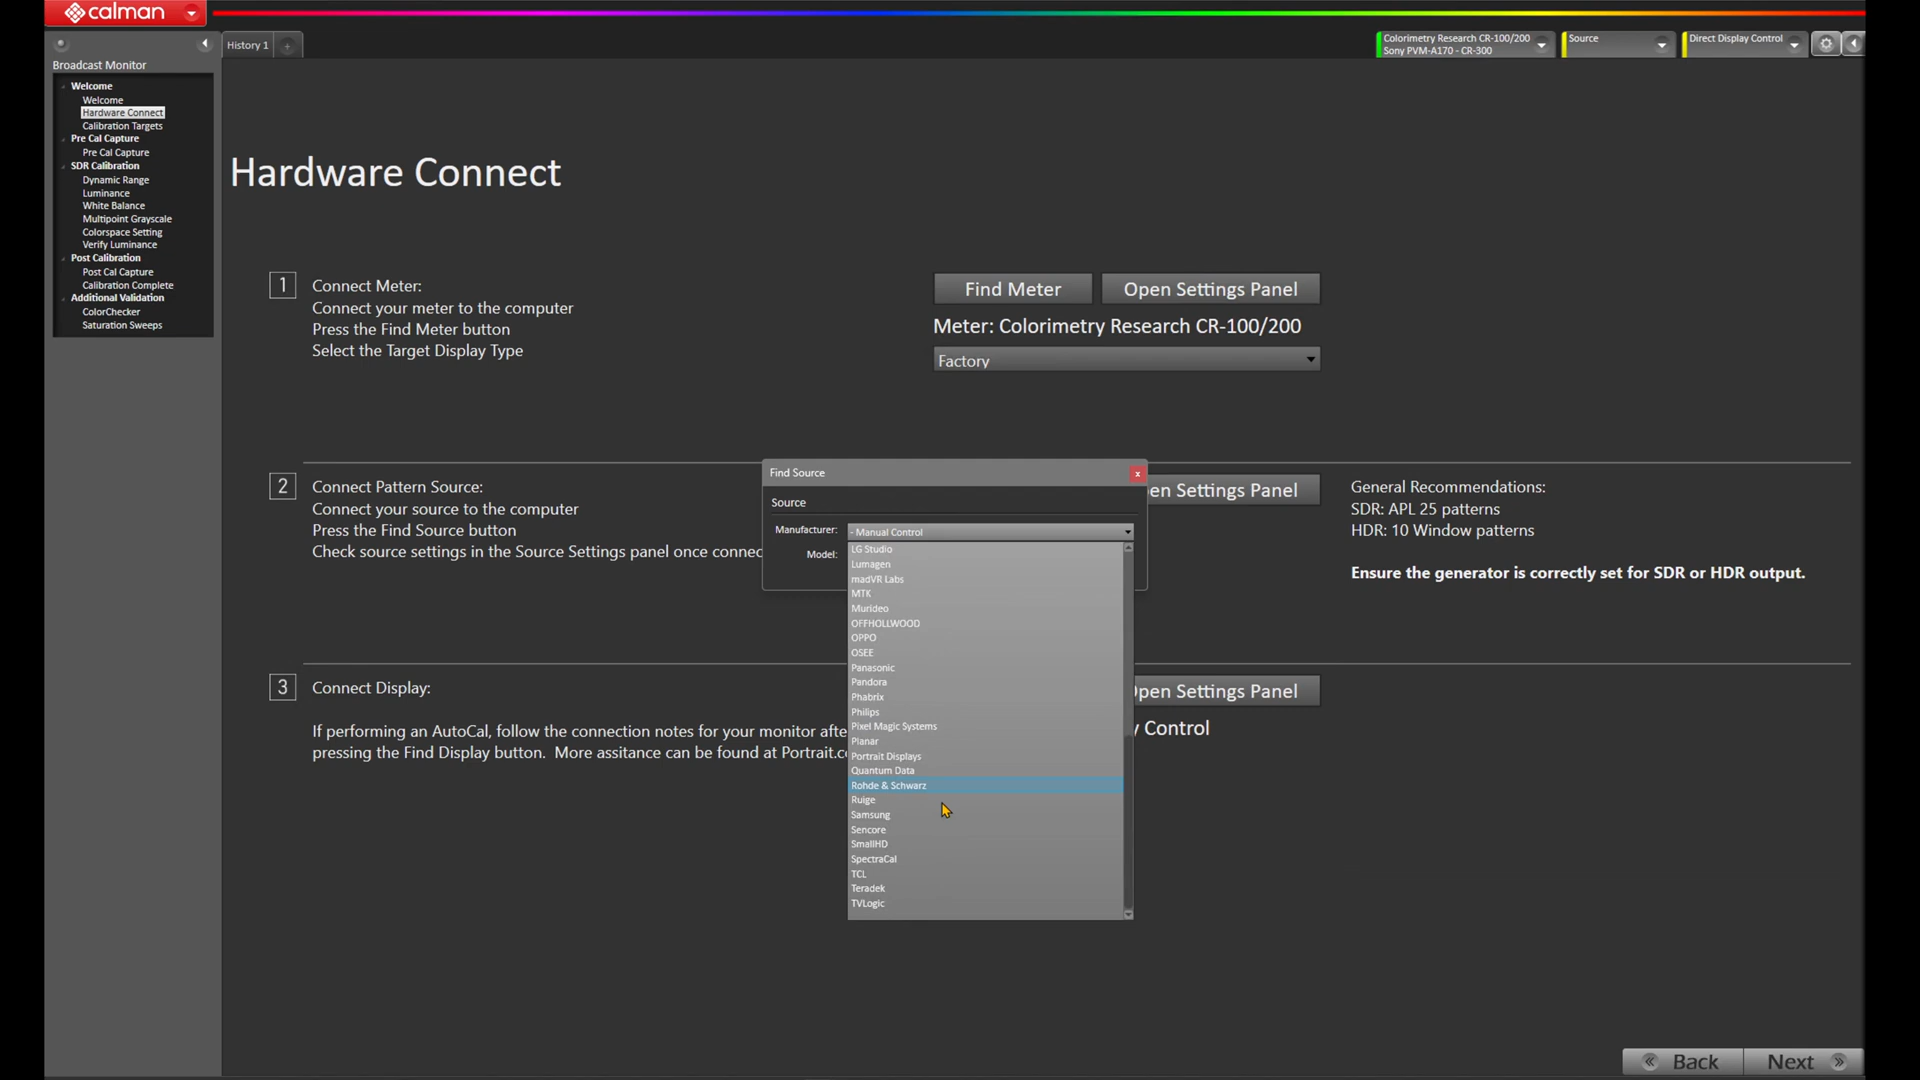 calman
History 1
+
Colorimetry Research CR-100/200
Sony PVM-A170 - CR-300
Source
Direct Display Control
Broadcast Monitor
Welcome
Welcome
Hardware Connect
Calibration Targets
Pre Cal Capture
Pre Cal Capture
SDR Calibration
Dynamic Range
Luminance
White Balance
Multipoint Grayscale
Colorspace Setting
Verify Luminance
Post Calibration
Post Cal Capture
Calibration Complete
Additional Validation
ColorChecker
Saturation Sweeps
Hardware Connect
1
Connect Meter:
Connect your meter to the computer
Press the Find Meter button
Select the Target Display Type
Find Meter
Open Settings Panel
Meter: Colorimetry Research CR-100/200
Factory
2
Connect Pattern Source:
Connect your source to the computer
Press the Find Source button
Check source settings in the Source Settings panel once connec
en Settings Panel
General Recommendations:
SDR: APL 25 patterns
HDR: 10 Window patterns
Ensure the generator is correctly set for SDR or HDR output.
Find Source
x
Source
Manufacturer:
- Manual Control
Model:
LG Studio
Lumagen
madVR Labs
MTK
Murideo
OFFHOLLWOOD
OPPO
OSEE
Panasonic
Pandora
Phabrix
Philips
Pixel Magic Systems
Planar
Portrait Displays
Quantum Data
Rohde & Schwarz
Ruige
Samsung
Sencore
SmallHD
SpectraCal
TCL
Teradek
TVLogic
3
Connect Display:
If performing an AutoCal, follow the connection notes for your monitor afte
pressing the Find Display button. More assitance can be found at Portrait.c
pen Settings Panel
y Control
Back
Next